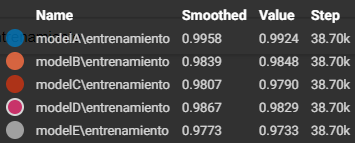 Name Smoothed Value Step
modelA\entrenamiento 0.9958 0.9924 38.70k
modelB\entrenamiento 0.9839 0.9848 38.70k
modelC\entrenamiento 0.9807 0.9790 38.70k
modelD\entrenamiento 0.9867 0.9829 38.70k
modelE\entrenamiento 0.9773 0.9733 38.70k